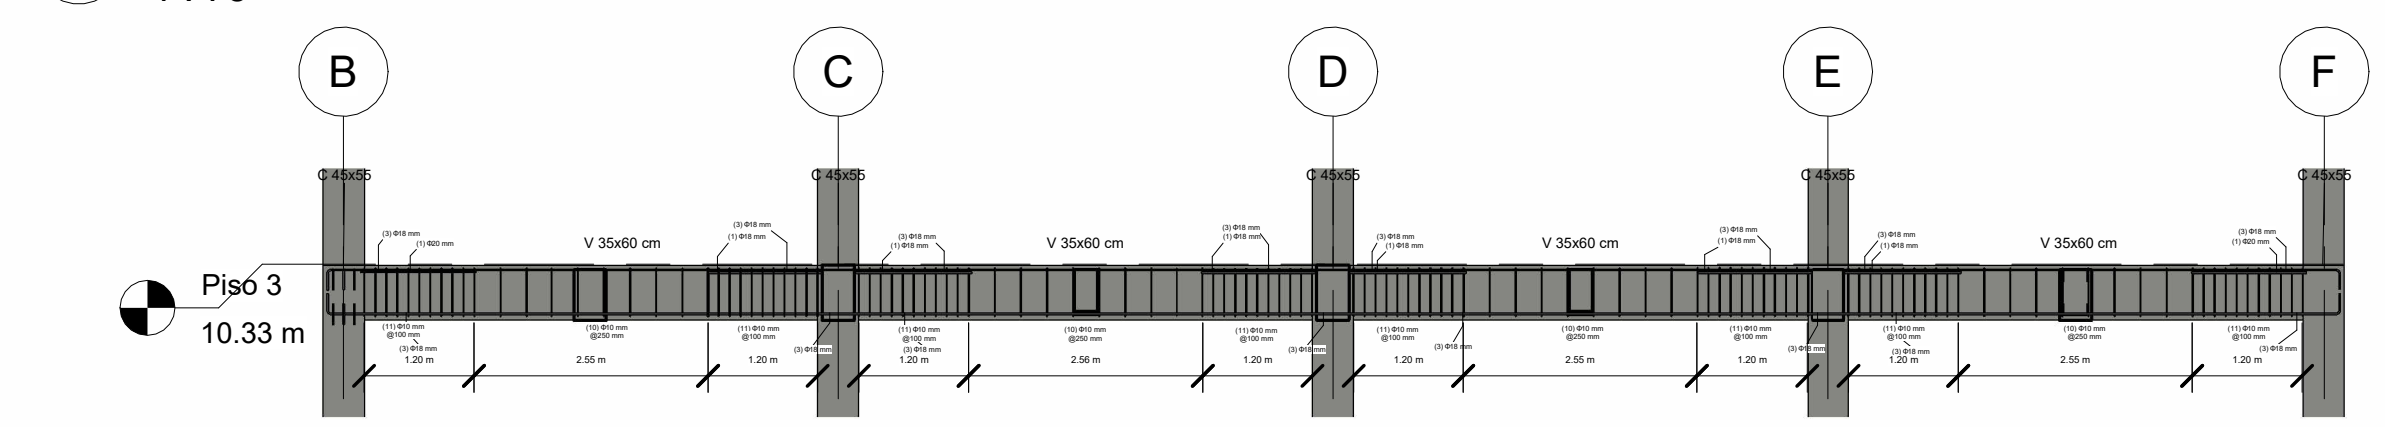 B
C
D
E
F
C 45x55
C 45x55
C 45x55
C 45x55
C 45x55
(3) Φ18 mm
(1) Φ20 mm
V 35x60 cm
(3) Φ18 mm
(1) Φ18 mm
(3) Φ18 mm
(1) Φ18 mm
V 35x60 cm
(3) Φ18 mm
(1) Φ18 mm
(3) Φ18 mm
(1) Φ18 mm
V 35x60 cm
(3) Φ18 mm
(1) Φ18 mm
(3) Φ18 mm
(1) Φ18 mm
V 35x60 cm
(3) Φ18 mm
(1) Φ20 mm
Piso 3
10.33 m
(11) Φ10 mm
@100 mm
(3) Φ18 mm
1.20 m
(10) Φ10 mm
@250 mm
2.55 m
(11) Φ10 mm
@100 mm
1.20 m
(3) Φ18 mm
(11) Φ10 mm
@100 mm
(3) Φ18 mm
1.20 m
(10) Φ10 mm
@250 mm
2.56 m
(11) Φ10 mm
@100 mm
1.20 m
(3) Φ18 mm
(11) Φ10 mm
@100 mm
1.20 m
(3) Φ18 mm
(10) Φ10 mm
@250 mm
2.55 m
(11) Φ10 mm
@100 mm
1.20 m
(3) Φ18 mm
(11) Φ10 mm
@100 mm
(3) Φ18 mm
1.20 m
(10) Φ10 mm
@250 mm
2.55 m
(11) Φ10 mm
@100 mm
(3) Φ18 mm
1.20 m